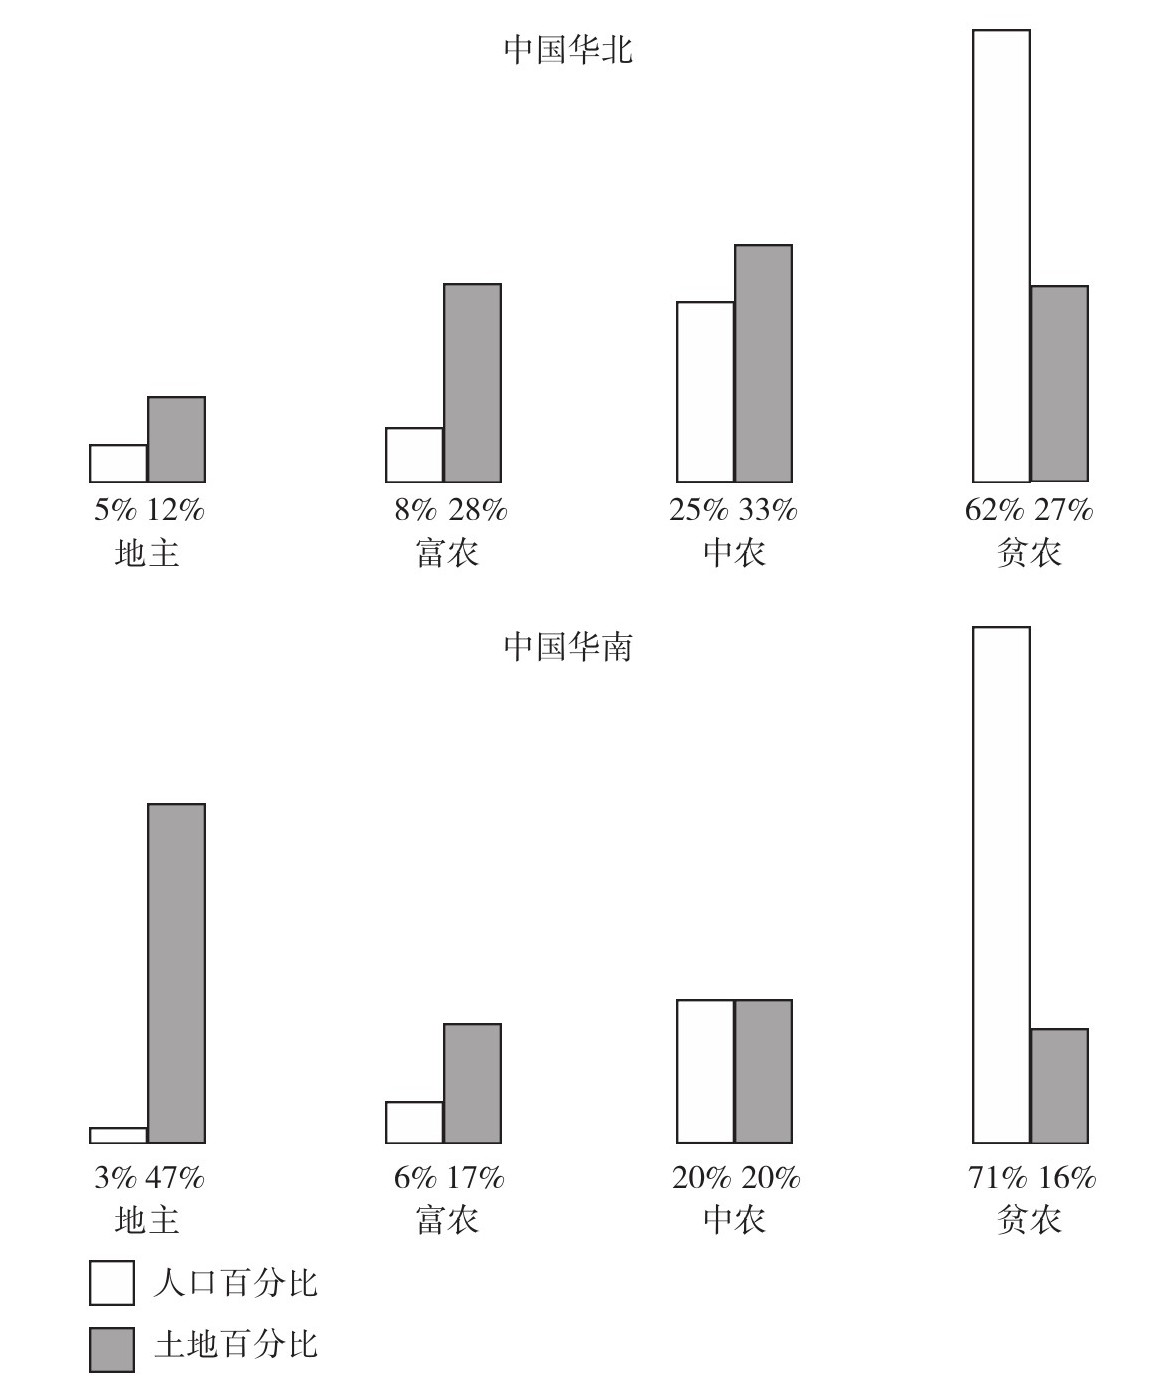 中国华北
5% 12% 8% 28% 25% 33% 62% 27%
地主 富农 中农 贫农
中国华南
3% 47% 6% 17% 20% 20% 71% 16%
地主 富农 中农 贫农
人口百分比
土地百分比